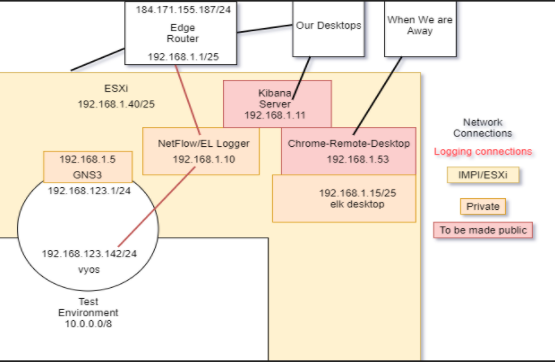 184.171.155.187/24
Edge
Router
192.168.1.1/25
Our Desktops
When We are
Away
ESXi
192.168.1.40/25
Kibana
Server
192.168.1.11
NetFlow/EL Logger
192.168.1.10
Chrome-Remote-Desktop
192.168.1.53
192.168.1.5
GNS3
192.168.123.1/24
192.168.1.15/25
elk desktop
192.168.123.142/24
vyos
Test
Environment
10.0.0.0/8
Network
Connections
Logging connections
IMPI/ESXi
Private
To be made public